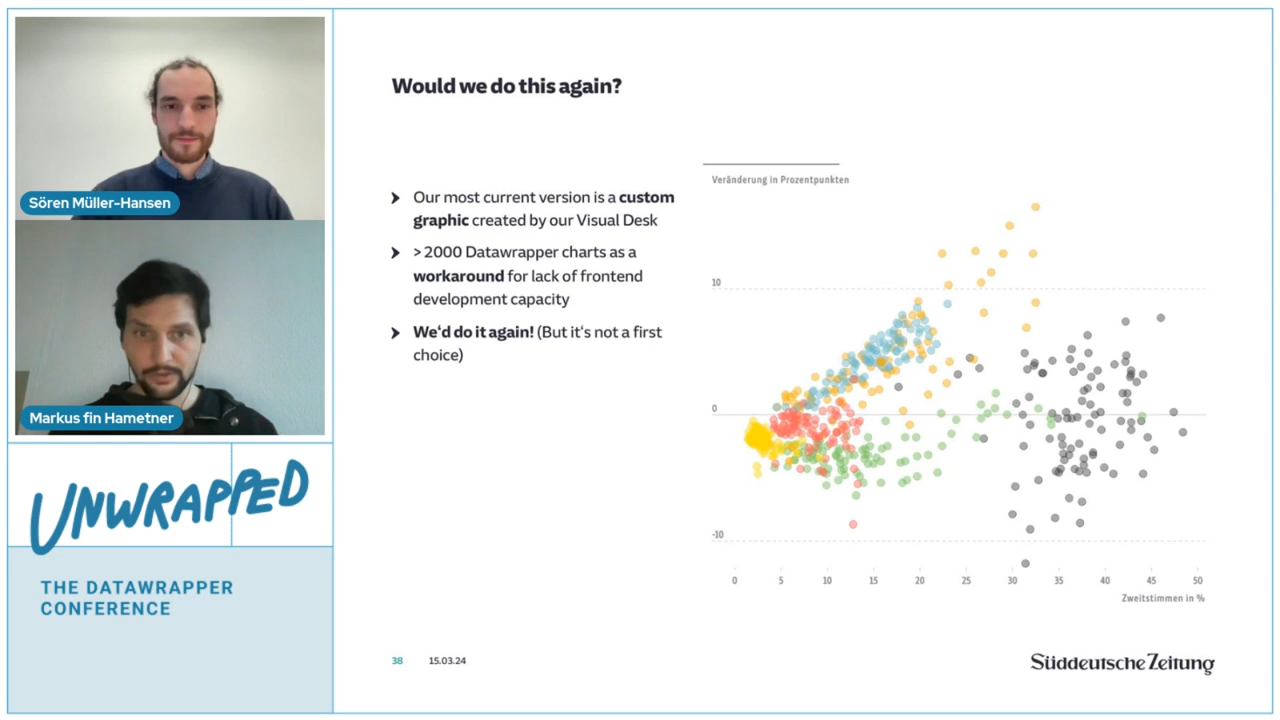 Sören Müller-Hansen
Markus fin Hametner
UNWRAPPED
THE DATAWRAPPER
CONFERENCE
Would we do this again?
Our most current version is a custom
graphic created by our Visual Desk
> 2000 Datawrapper charts as a
workaround for lack of frontend
development capacity
We'd do it again! (But it's not a first
choice)
Veränderung in Prozentpunkten
10
0
-10
0 5 10 15 20 25 30 35 40 45 50
Zweitstimmen in %
38 15.03.24
Süddeutsche Zeitung